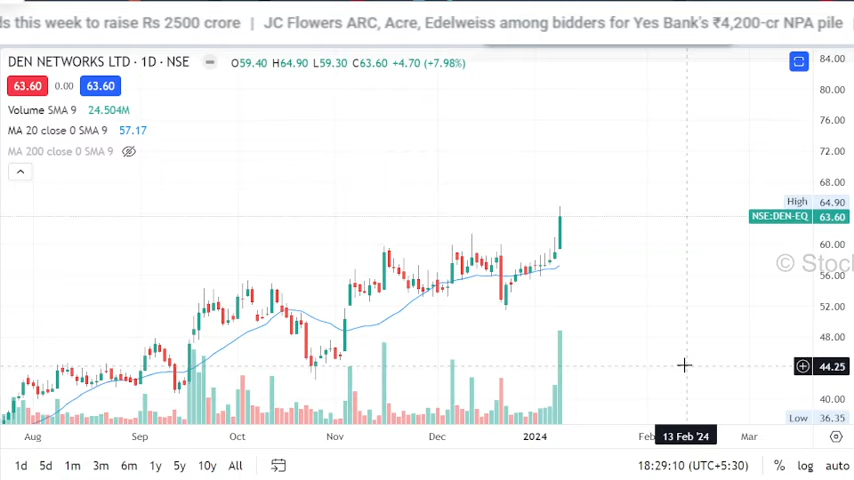 ds this week to raise Rs 2500 crore | JC Flowers ARC, Acre, Edelweiss among bidders for Yes Bank's ₹4,200-cr NPA pile
DEN NETWORKS LTD · 1D · NSE O59.40 H64.90 L59.30 C63.60 +4.70 (+7.98%)
63.60 0.00 63.60
Volume SMA 9 24.504M
MA 20 close 0 SMA 9 57.17
MA 200 close 0 SMA 9
84.00
80.00
76.00
72.00
68.00
High 64.90
NSE:DEN-EQ 63.60
60.00
© Stoc
56.00
52.00
48.00
44.25
40.00
Low 36.35
Aug Sep Oct Nov Dec 2024 Feb 13 Feb '24 Mar
1d 5d 1m 3m 6m 1y 5y 10y All 18:29:10 (UTC+5:30) % log auto